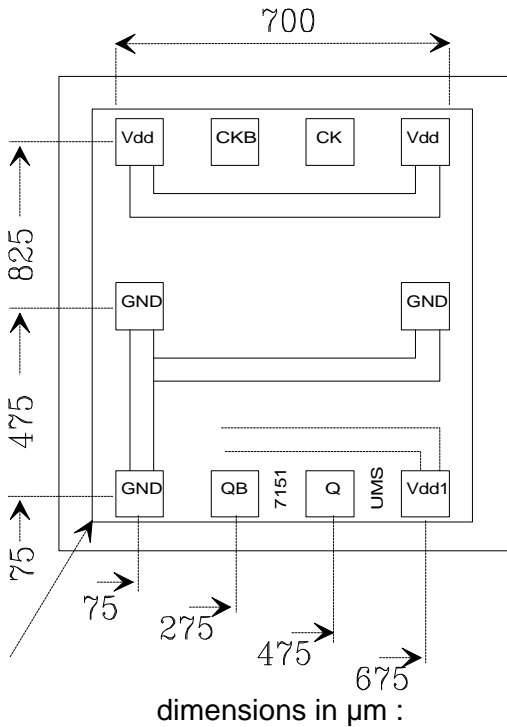 700
Vdd CKB CK Vdd
825
GND GND
475
GND QB 7151 Q UMS Vdd1
75
75
275
475
675
dimensions in µm :